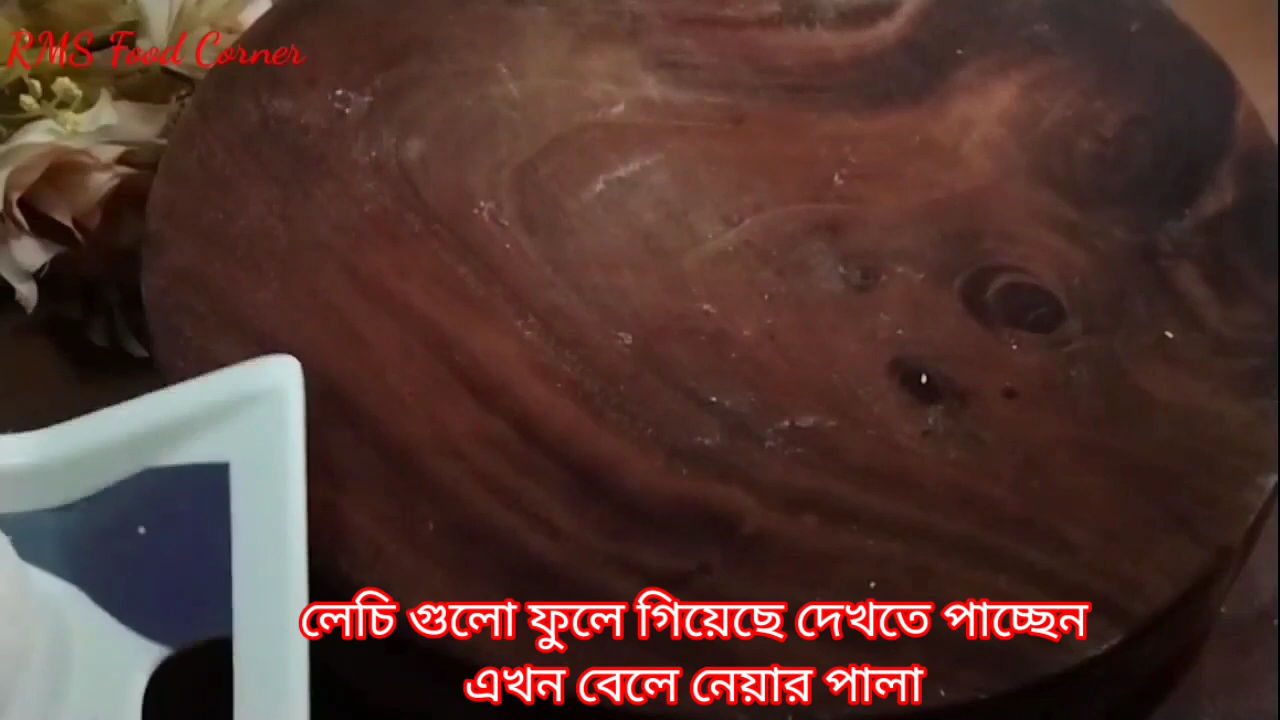 RMS Food Corner
লেচি গুলো ফুলে গিয়েছে দেখতে পাচ্ছেন
এখন বেলে নেয়ার পালা